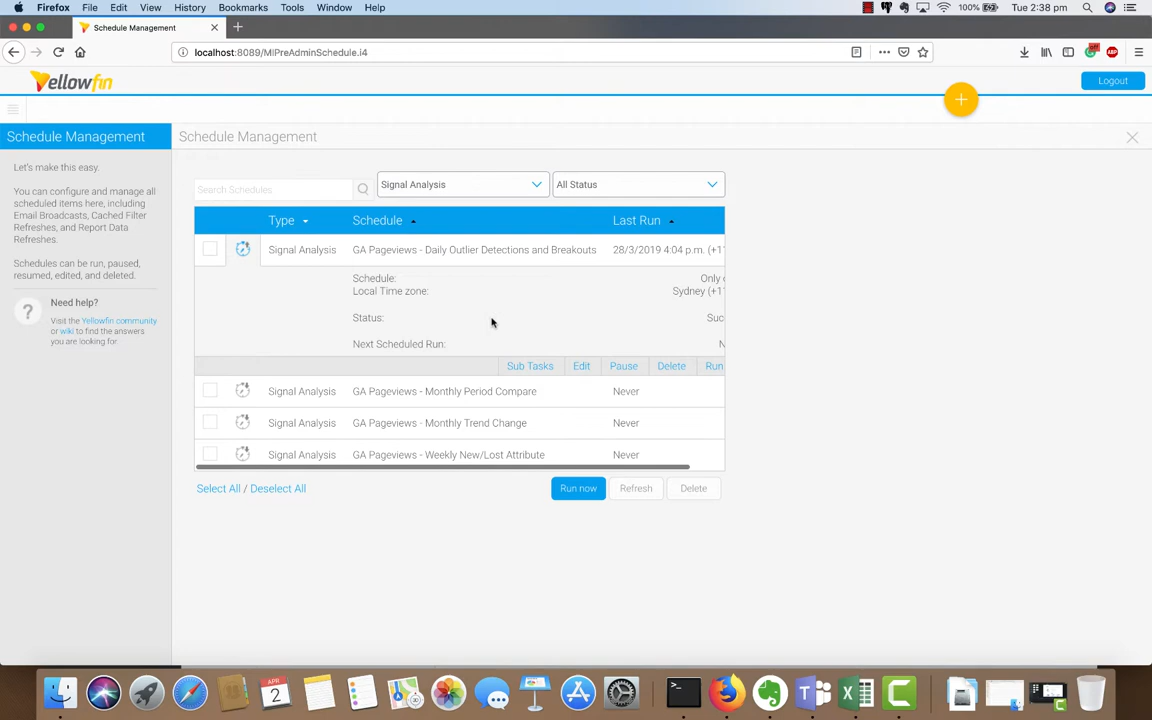 Firefox File Edit View History Bookmarks Tools Window Help 100% Tue 2:38 pm
Schedule Management
localhost:8089/MIPreAdminSchedule.i4
Yellowfin Logout
Schedule Management
Schedule Management
Let's make this easy.
You can configure and manage all
scheduled items here, including
Email Broadcasts, Cached Filter
Refreshes, and Report Data
Refreshes.
Schedules can be run, paused,
resumed, edited, and deleted.
Need help?
Visit the Yellowfin community
or wiki to find the answers
you are looking for.
Search Schedules Signal Analysis All Status
Type Schedule Last Run
Signal Analysis GA Pageviews - Daily Outlier Detections and Breakouts 28/3/2019 4:04 p.m. (+11
Schedule: Only
Local Time zone: Sydney (+11
Status: Suc
Next Scheduled Run: N
Sub Tasks Edit Pause Delete Run
Signal Analysis GA Pageviews - Monthly Period Compare Never
Signal Analysis GA Pageviews - Monthly Trend Change Never
Signal Analysis GA Pageviews - Weekly New/Lost Attribute Never
Select All / Deselect All Run now Refresh Delete
APR
2